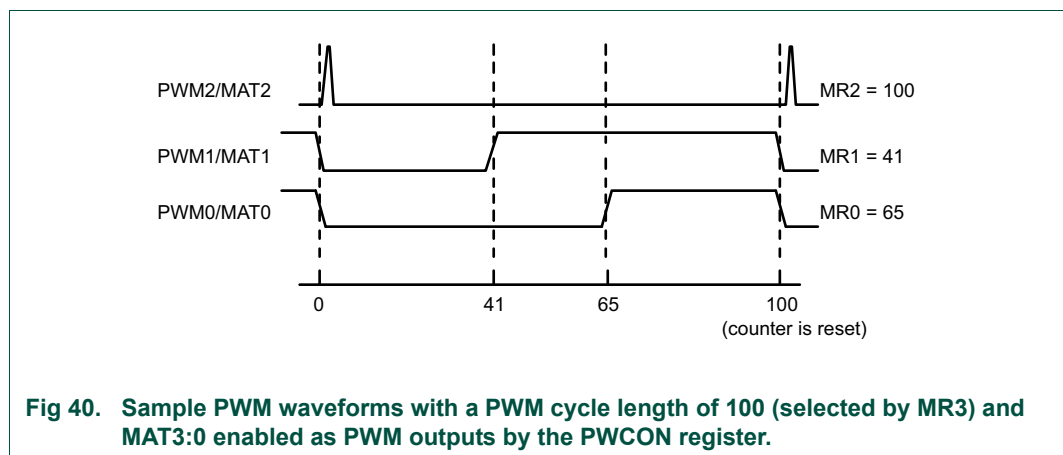 PWM2/MAT2
MR2 = 100
PWM1/MAT1
MR1 = 41
PWM0/MAT0
MR0 = 65
0
41
65
100
(counter is reset)
Fig 40. Sample PWM waveforms with a PWM cycle length of 100 (selected by MR3) and
MAT3:0 enabled as PWM outputs by the PWCON register.